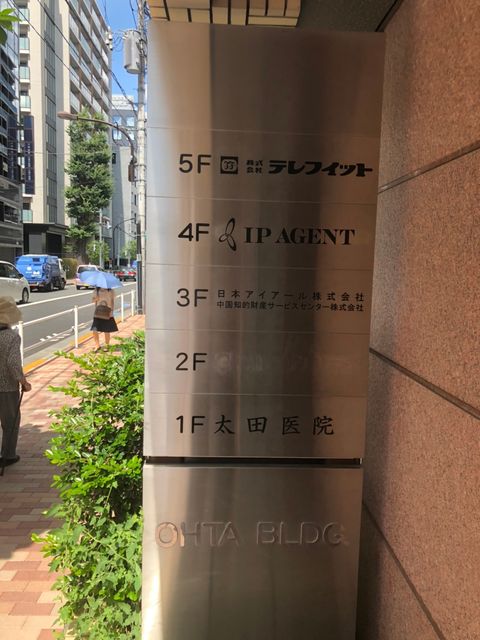 5F 株式会社 テレフィット
4F IP AGENT
3F 日本アイアール株式会社
中国知的財産サービスセンター株式会社
2F
1F 太田医院
OHTA BLDG